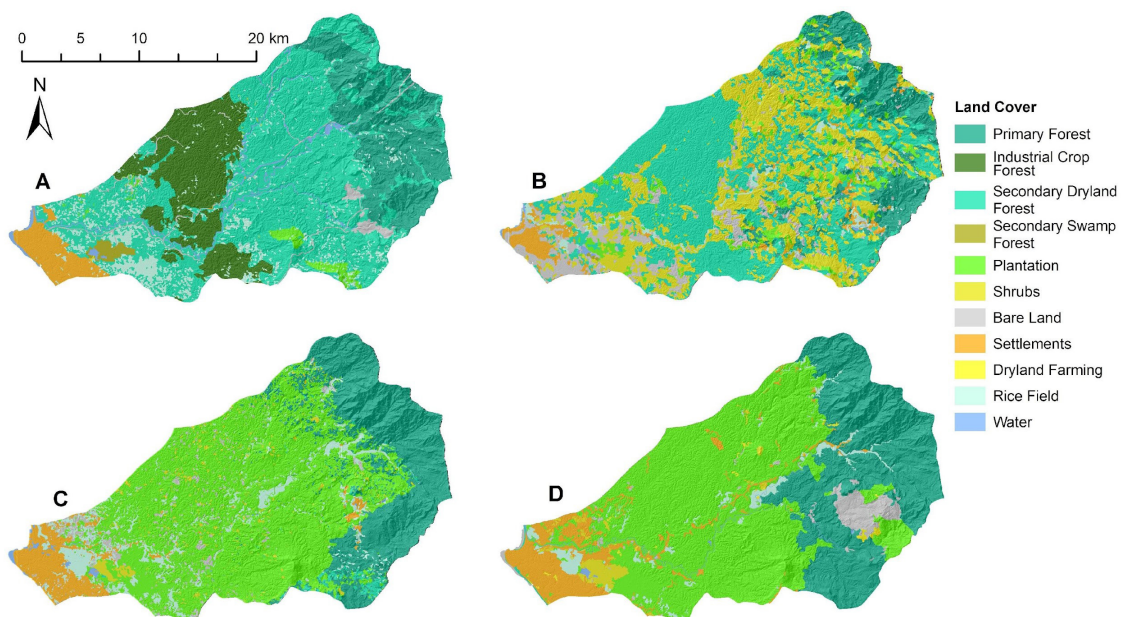 0 5 10 20 km
N
A
B
C
D
Land Cover
Primary Forest
Industrial Crop
Forest
Secondary Dryland
Forest
Secondary Swamp
Forest
Plantation
Shrubs
Bare Land
Settlements
Dryland Farming
Rice Field
Water